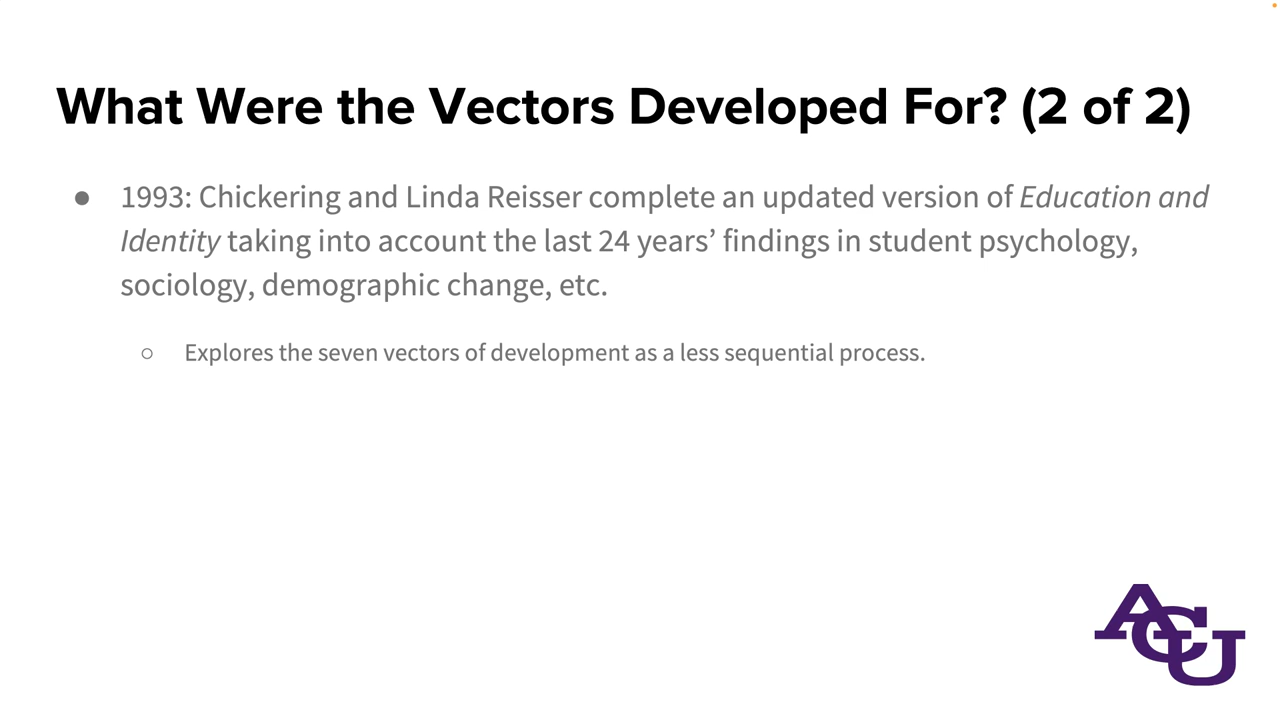 What Were the Vectors Developed For? (2 of 2)
● 1993: Chickering and Linda Reisser complete an updated version of Education and
Identity taking into account the last 24 years’ findings in student psychology,
sociology, demographic change, etc.
○ Explores the seven vectors of development as a less sequential process.
ACU